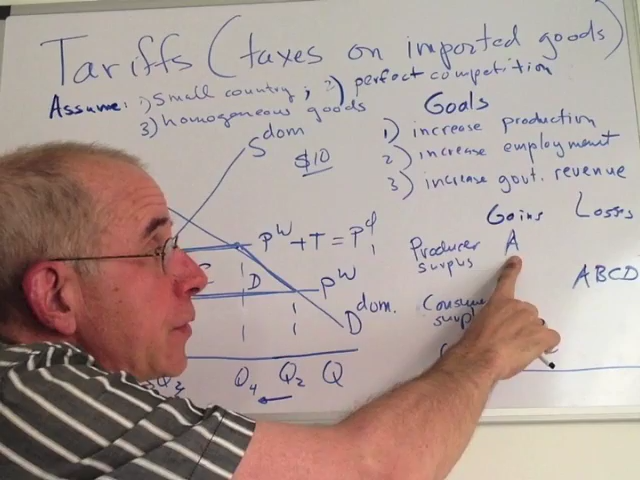 Tariffs (taxes on imported goods)
Assume: 1) small country; 2) perfect competition
3) homogeneous goods
Goals
1) increase production
2) increase employment
3) increase govt. revenue
S dom
$10
Gains Losses
Producer surplus A
P W + T = P d 1
D
P W
ABCD
D dom.
Q4 Q2 Q